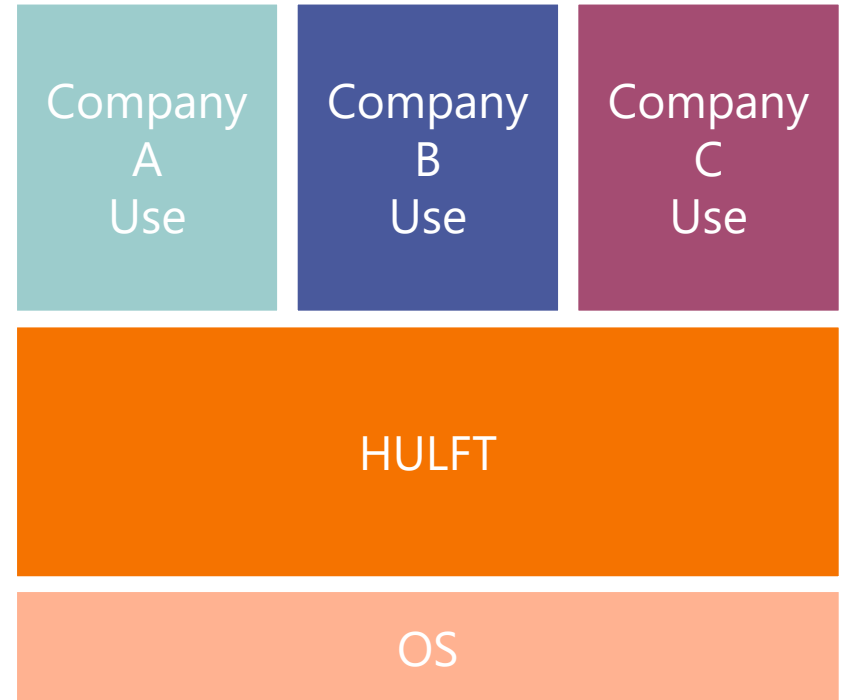 Company
A
Use
Company
B
Use
Company
C
Use
HULFT
OS